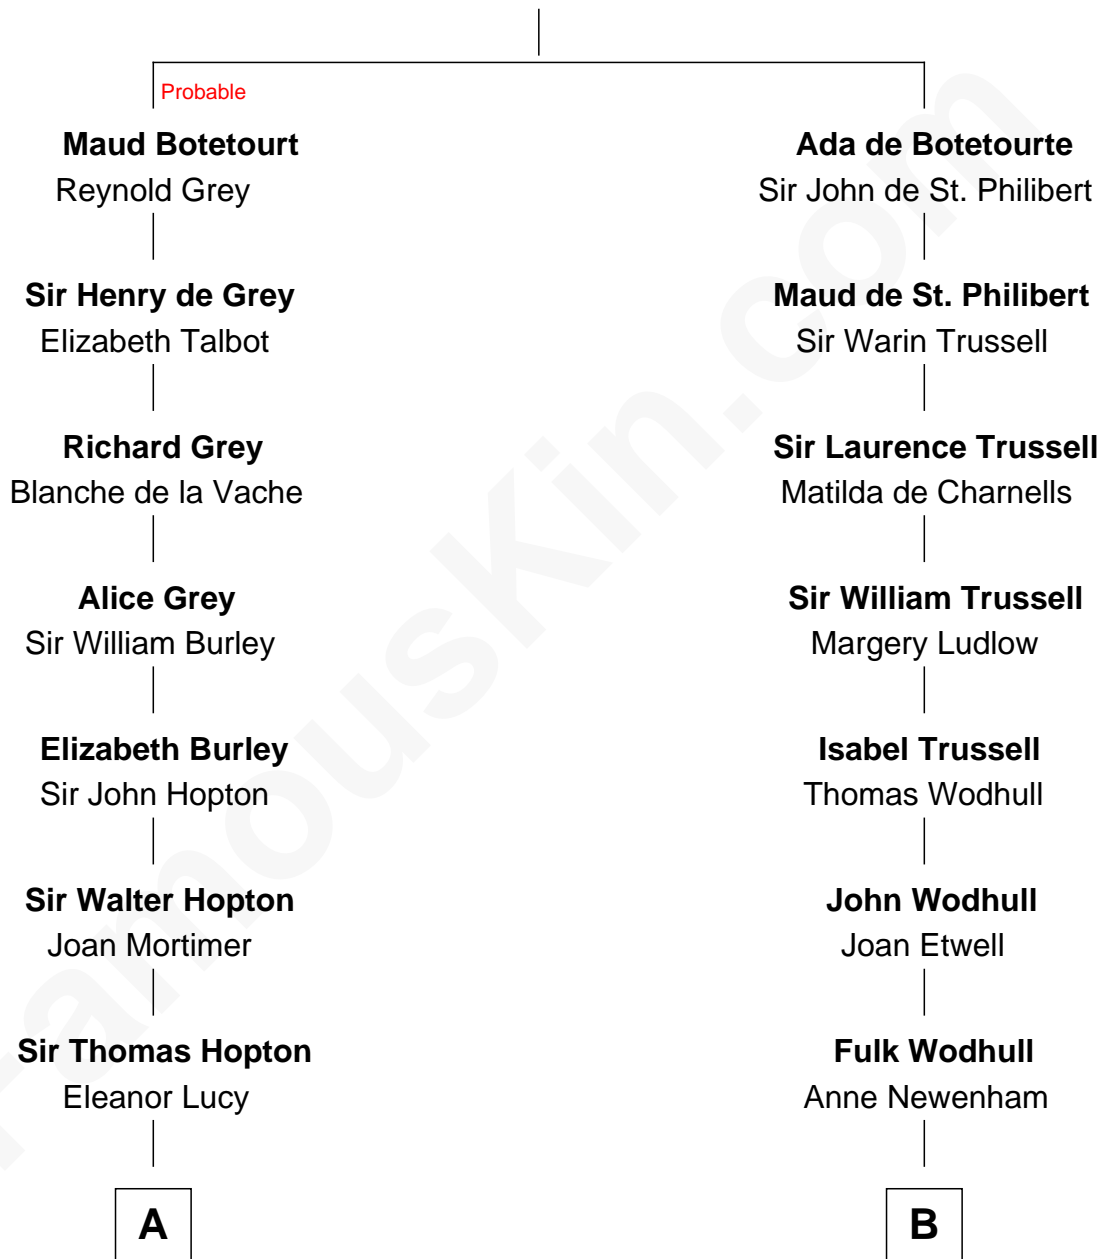 Probable
Maud Botetourt
Reynold Grey
Sir Henry de Grey
Elizabeth Talbot
Richard Grey
Blanche de la Vache
Alice Grey
Sir William Burley
Elizabeth Burley
Sir John Hopton
Sir Walter Hopton
Joan Mortimer
Sir Thomas Hopton
Eleanor Lucy
A
Ada de Botetourte
Sir John de St. Philibert
Maud de St. Philibert
Sir Warin Trussell
Sir Laurence Trussell
Matilda de Charnells
Sir William Trussell
Margery Ludlow
Isabel Trussell
Thomas Wodhull
John Wodhull
Joan Etwell
Fulk Wodhull
Anne Newenham
B
FamousKin.com